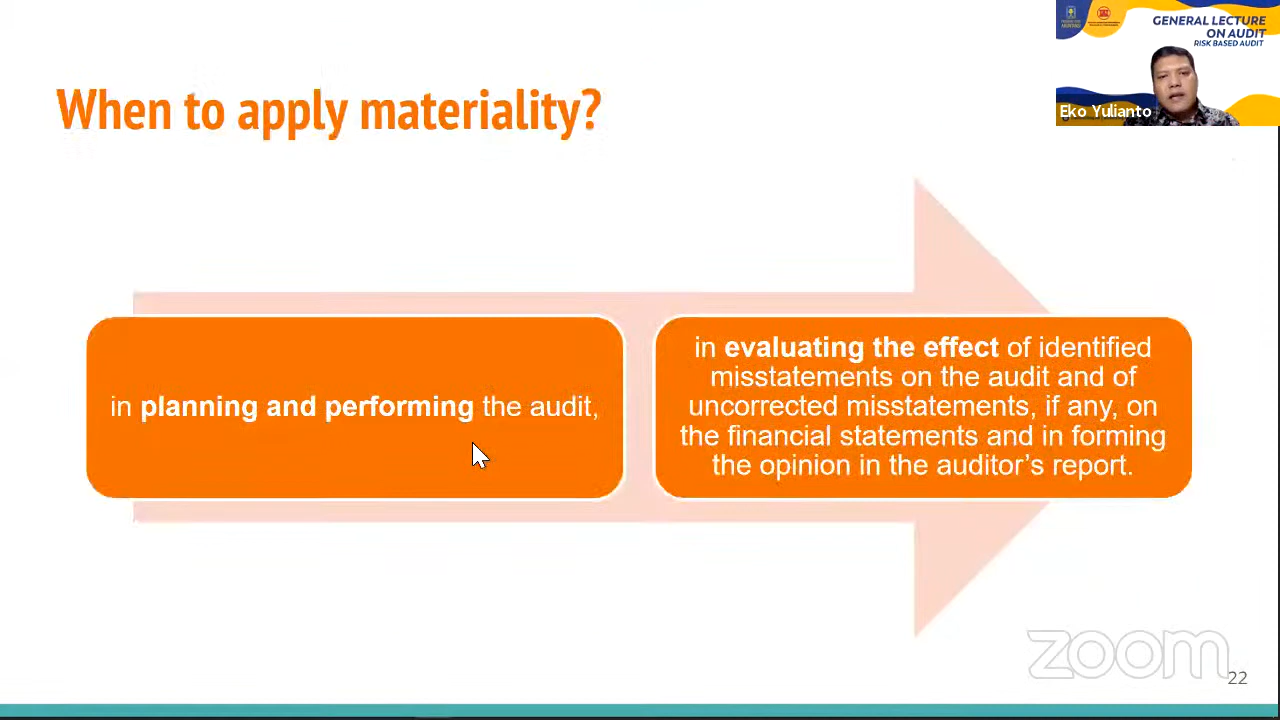 GENERAL LECTURE
ON AUDIT
RISK BASED AUDIT
Eko Yulianto
When to apply materiality?
in planning and performing the audit,
in evaluating the effect of identified
misstatements on the audit and of
uncorrected misstatements, if any, on
the financial statements and in forming
the opinion in the auditor’s report.
zoom
22